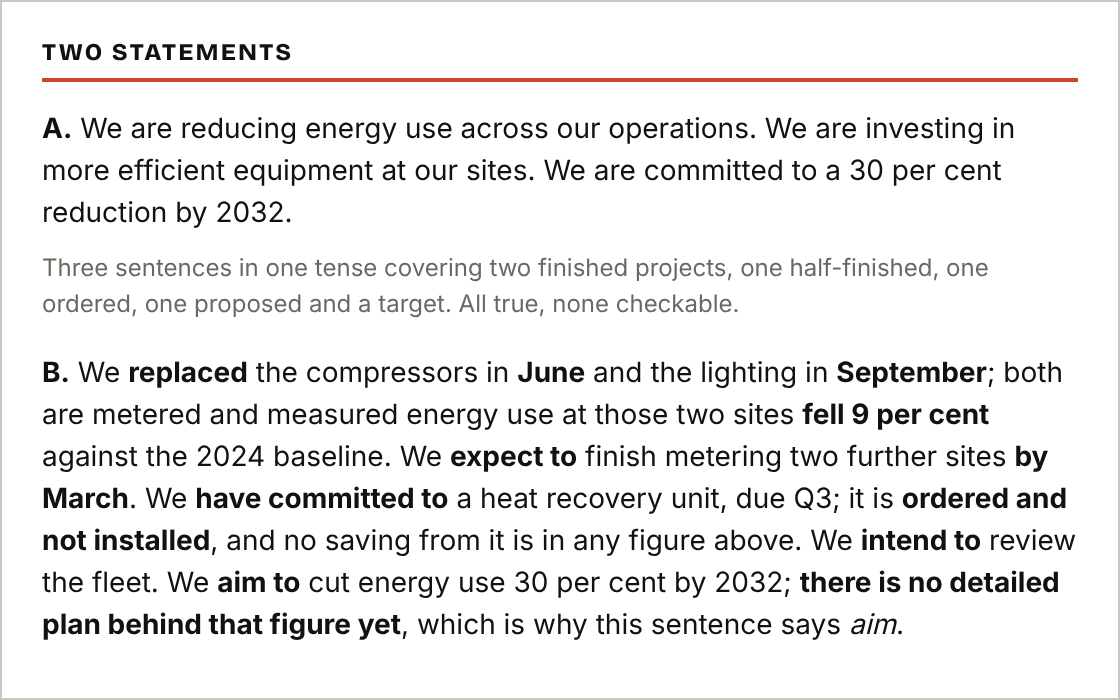 TWO STATEMENTS
A. We are reducing energy use across our operations. We are investing in
more efficient equipment at our sites. We are committed to a 30 per cent
reduction by 2032.
Three sentences in one tense covering two finished projects, one half-finished, one
ordered, one proposed and a target. All true, none checkable.
B. We replaced the compressors in June and the lighting in September; both
are metered and measured energy use at those two sites fell 9 per cent
against the 2024 baseline. We expect to finish metering two further sites by
March. We have committed to a heat recovery unit, due Q3; it is ordered and
not installed, and no saving from it is in any figure above. We intend to review
the fleet. We aim to cut energy use 30 per cent by 2032; there is no detailed
plan behind that figure yet, which is why this sentence says aim.